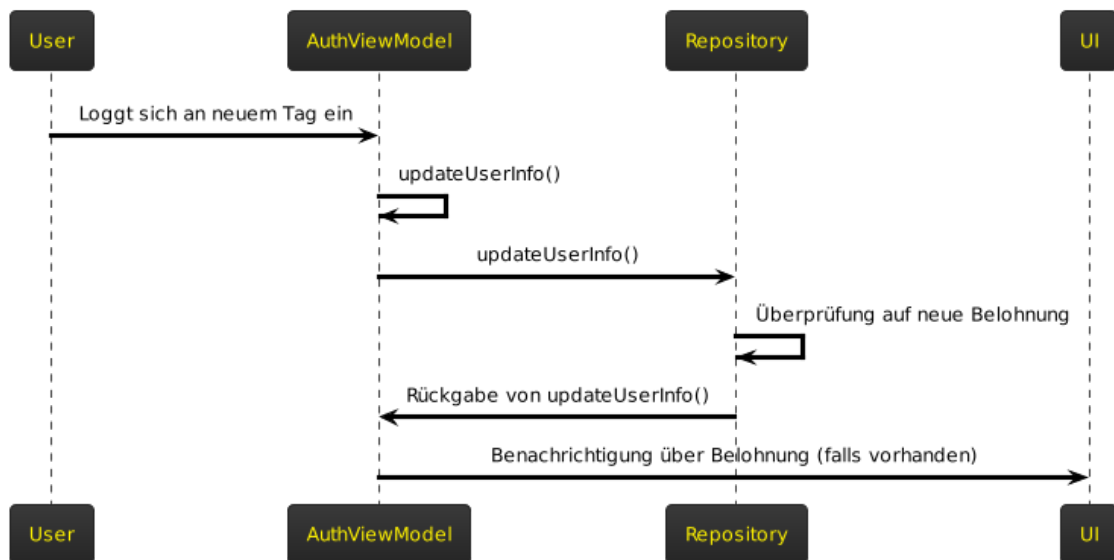 User
AuthViewModel
Repository
UI
Loggt sich an neuem Tag ein
updateUserInfo()
updateUserInfo()
Überprüfung auf neue Belohnung
Rückgabe von updateUserInfo()
Benachrichtigung über Belohnung (falls vorhanden)
User
AuthViewModel
Repository
UI